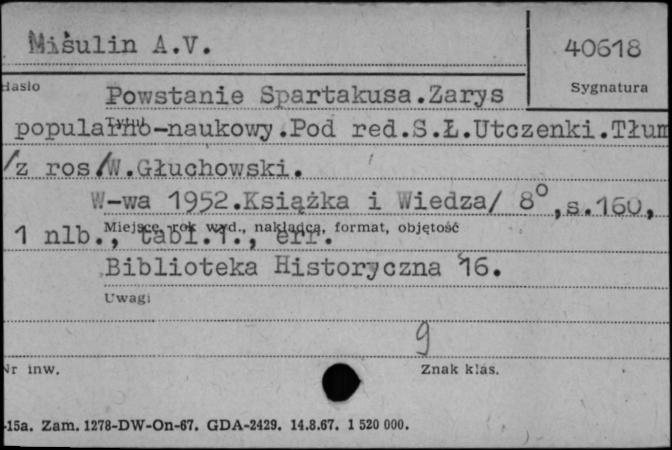 Mišulin A.V.
40618
Hasło
Sygnatura
Powstanie Spartakusa.Zarys
Tytuł
popularno-naukowy.Pod red.S.Ł.Utczenki.Tłum
/z ros/W.Głuchowski.
W-wa 1952.Książka i Wiedza/ 8°,s.160,
Miejsce, rok wyd., nakładca, format, objętość
1 nlb., tabl.1., err.
Biblioteka Historyczna 16.
Uwagi
9
Nr inw.
Znak klas.
-15a. Zam. 1278-DW-On-67. GDA-2429. 14.8.67. 1 520 000.